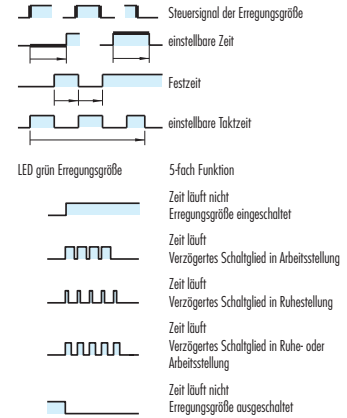 Steuersignal der Erregungsgröße
einstellbare Zeit
Festzeit
einstellbare Taktzeit
LED grün Erregungsgröße
5-fach Funktion
Zeit läuft nicht
Erregungsgröße eingeschaltet
Zeit läuft
Verzögertes Schaltglied in Arbeitsstellung
Zeit läuft
Verzögertes Schaltglied in Ruhestellung
Zeit läuft
Verzögertes Schaltglied in Ruhe- oder
Arbeitsstellung
Zeit läuft nicht
Erregungsgröße ausgeschaltet